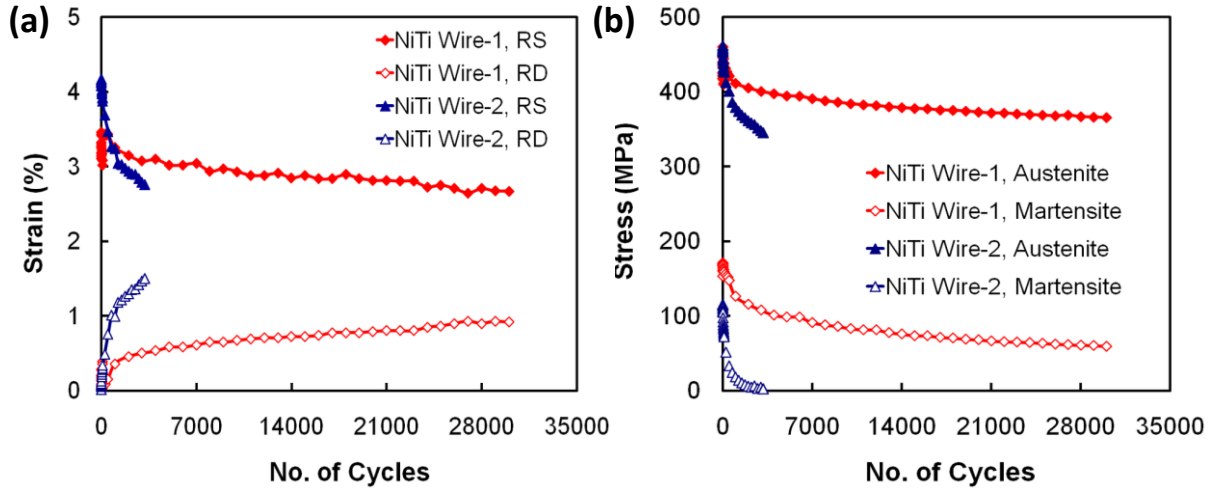 (a)
5
4
3
2
1
0
Strain (%)
NiTi Wire-1, RS
NiTi Wire-1, RD
NiTi Wire-2, RS
NiTi Wire-2, RD
0 7000 14000 21000 28000 35000
No. of Cycles
(b)
500
400
300
200
100
0
Stress (MPa)
NiTi Wire-1, Austenite
NiTi Wire-1, Martensite
NiTi Wire-2, Austenite
NiTi Wire-2, Martensite
0 7000 14000 21000 28000 35000
No. of Cycles